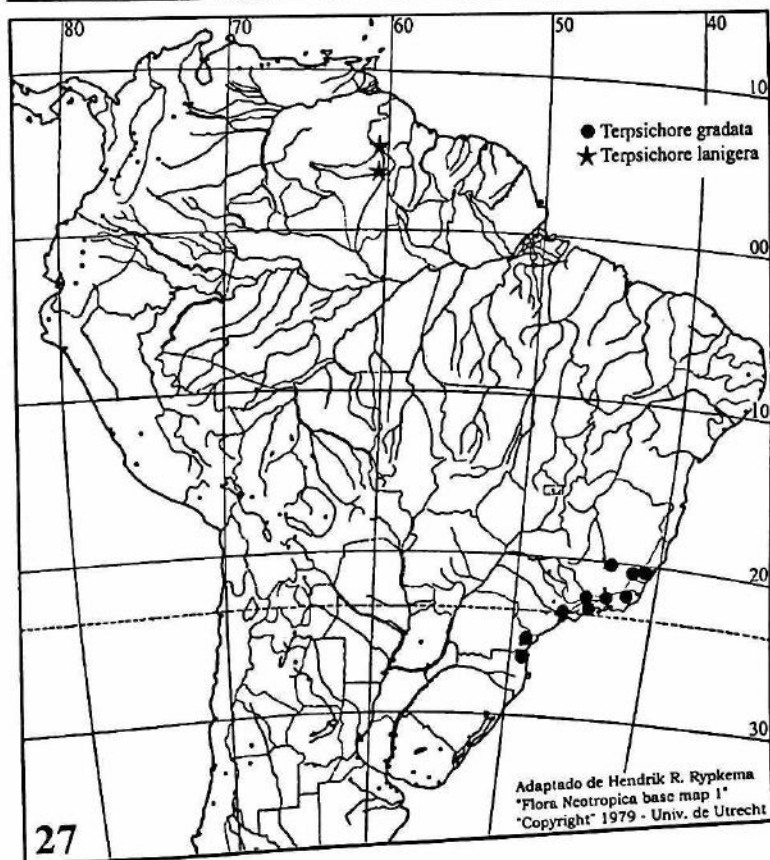 80 70 60 50 40
10
● Terpsichore gradata
★ Terpsichore lanigera
00
10
20
30
Adaptado de Hendrik R. Rypkema
"Flora Neotropica base map 1"
"Copyright" 1979 - Univ. de Utrecht
27